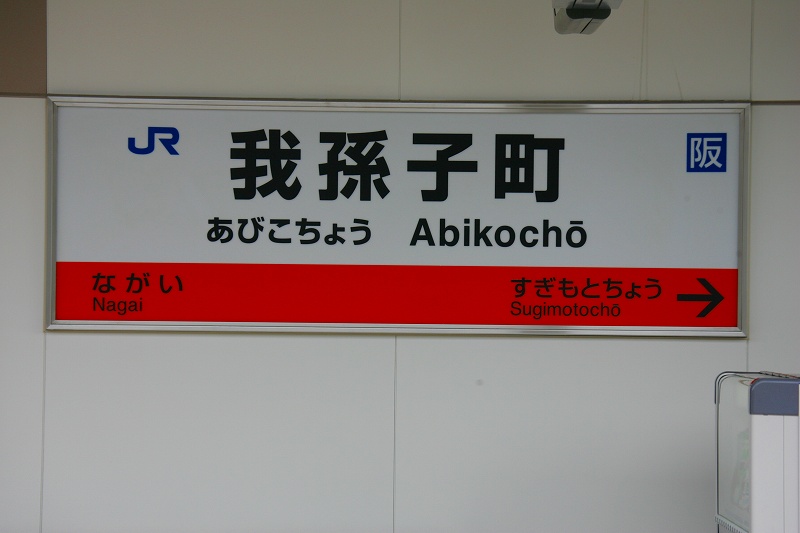 JR 我孫子町 阪
あびこちょう Abikochō
ながい すぎもとちょう →
Nagai Sugimotochō